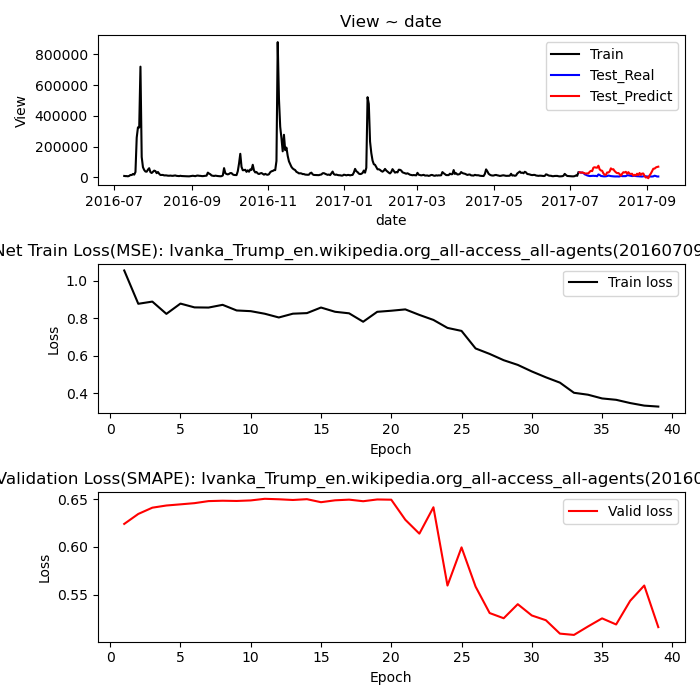 View ~ date
800000
600000
400000
200000
0
View
Train
Test_Real
Test_Predict
2016-07 2016-09 2016-11 2017-01 2017-03 2017-05 2017-07 2017-09
date
Net Train Loss(MSE): Ivanka_Trump_en.wikipedia.org_all-access_all-agents(20160709
1.0
0.8
0.6
0.4
Loss
Train loss
0 5 10 15 20 25 30 35 40
Epoch
Validation Loss(SMAPE): Ivanka_Trump_en.wikipedia.org_all-access_all-agents(20160
0.65
0.60
0.55
Loss
Valid loss
0 5 10 15 20 25 30 35 40
Epoch